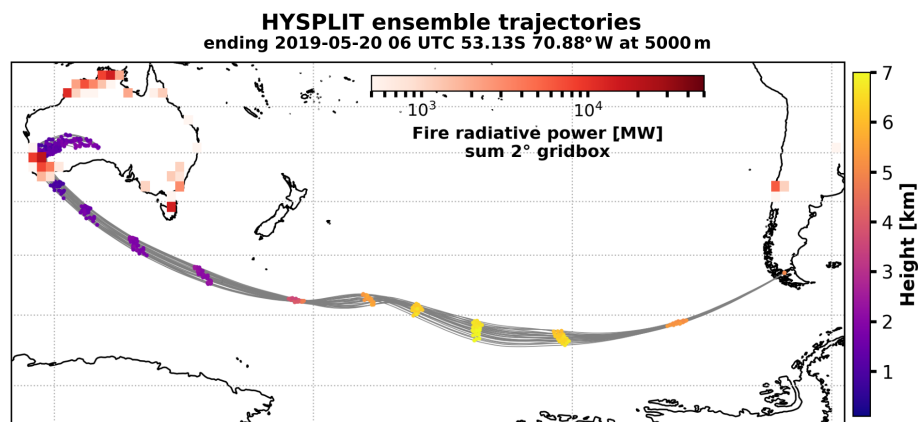 HYSPLIT ensemble trajectories
ending 2019-05-20 06 UTC 53.13S 70.88°W at 5000m
10³ 10⁴
Fire radiative power [MW]
sum 2° gridbox
7
6
5
4
3
2
1
Height [km]